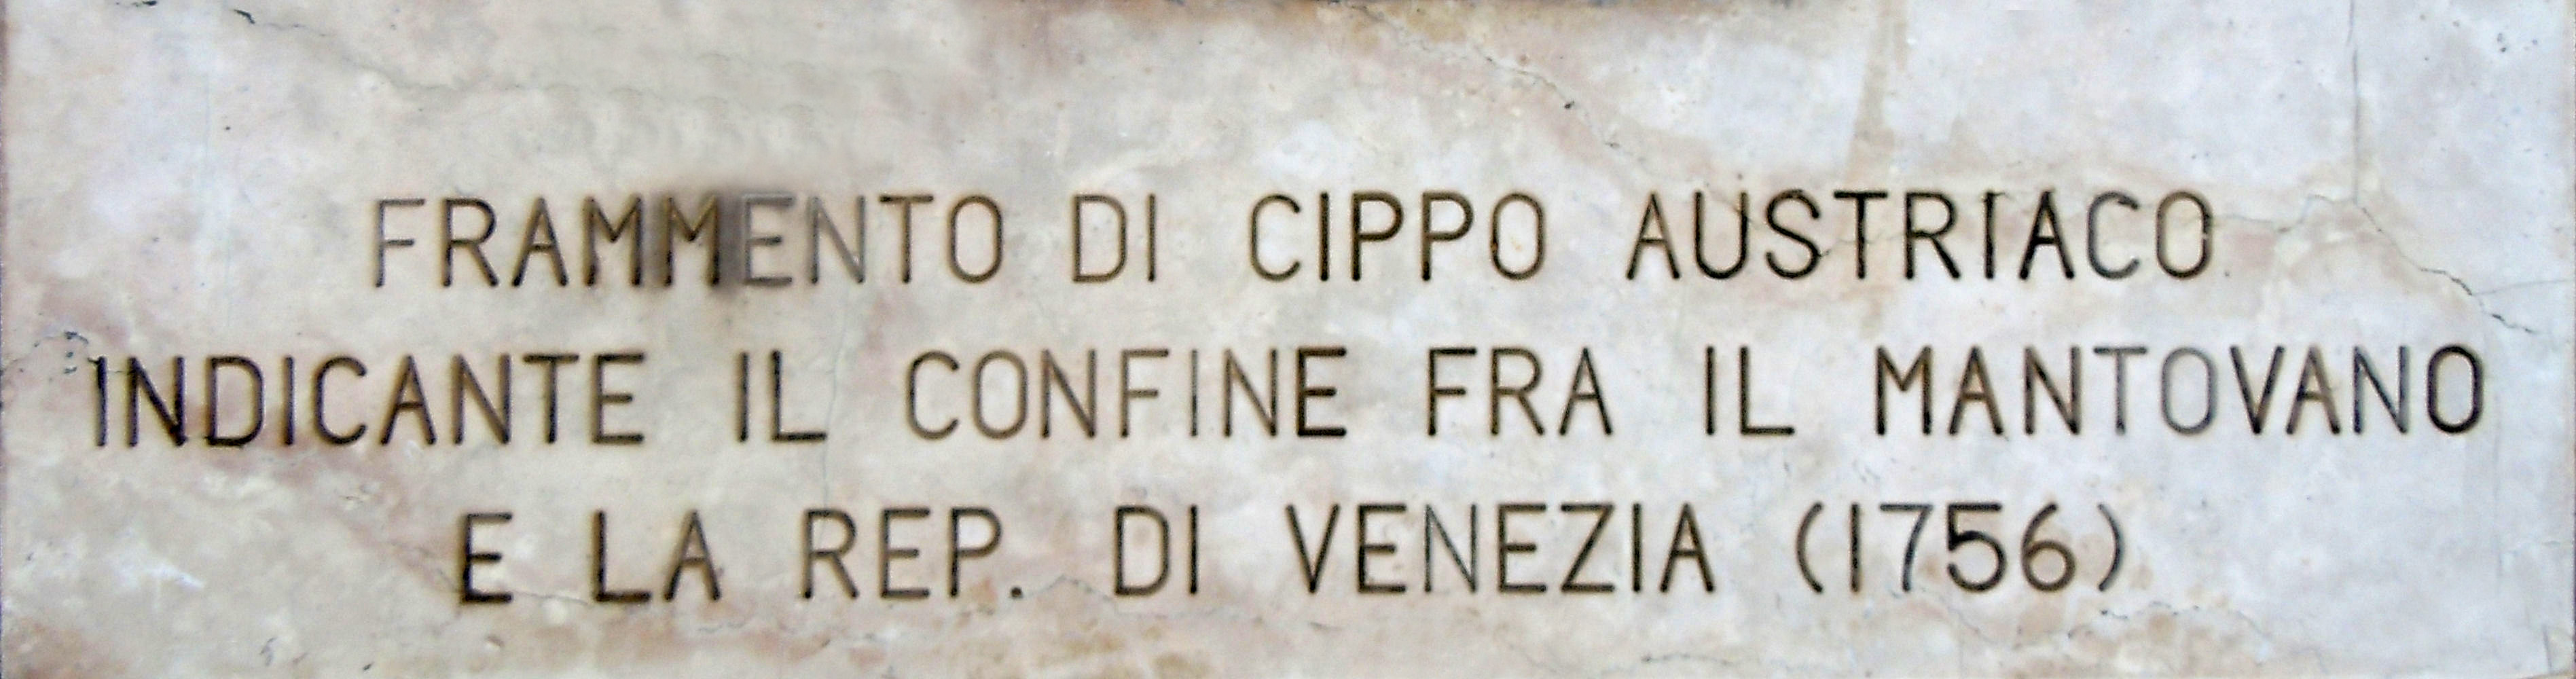 FRAMMENTO DI CIPPO AUSTRIACO
INDICANTE IL CONFINE FRA IL MANTOVANO
E LA REP. DI VENEZIA (1756)